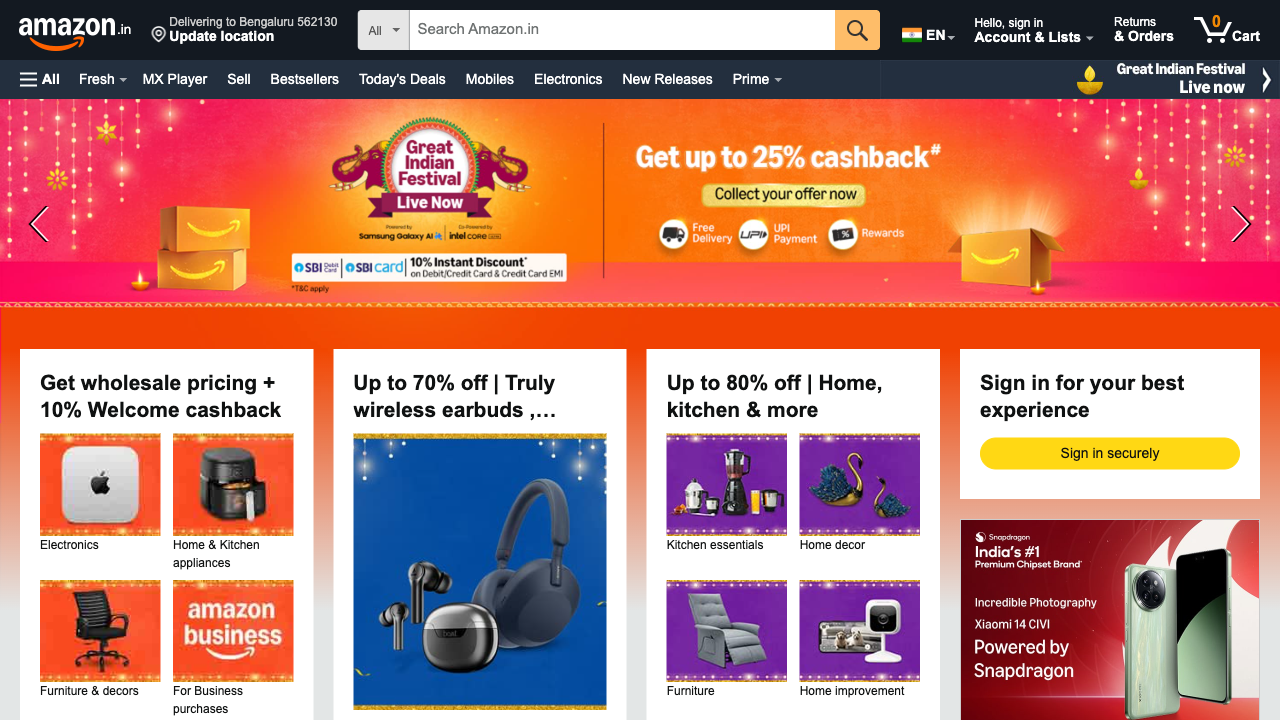 amazon.in
Delivering to Bengaluru 562130
Update location
All
Search Amazon.in
EN
Hello, sign in
Account & Lists
Returns
& Orders
0
Cart
All
Fresh
MX Player
Sell
Bestsellers
Today's Deals
Mobiles
Electronics
New Releases
Prime
Great Indian Festival
Live now
Great
Indian
Festival
Live Now
Powered by
Samsung Galaxy AI
Co-Powered by
intel CORE
SBI Debit Card
SBI card
10% Instant Discount*
on Debit/Credit Card & Credit Card EMI
*T&C apply
Get up to 25% cashback#
Collect your offer now
Free
Delivery
UPI
UPI
Payment
%
Rewards
Get wholesale pricing +
10% Welcome cashback
Electronics
Home & Kitchen
appliances
Furniture & decors
amazon
business
For Business
purchases
Up to 70% off | Truly
wireless earbuds ,…
boAt
Up to 80% off | Home,
kitchen & more
Kitchen essentials
Home decor
Furniture
Home improvement
Sign in for your best
experience
Sign in securely
Snapdragon
India's #1
Premium Chipset Brand*
Incredible Photography
Xiaomi 14 CIVI
Powered by
Snapdragon